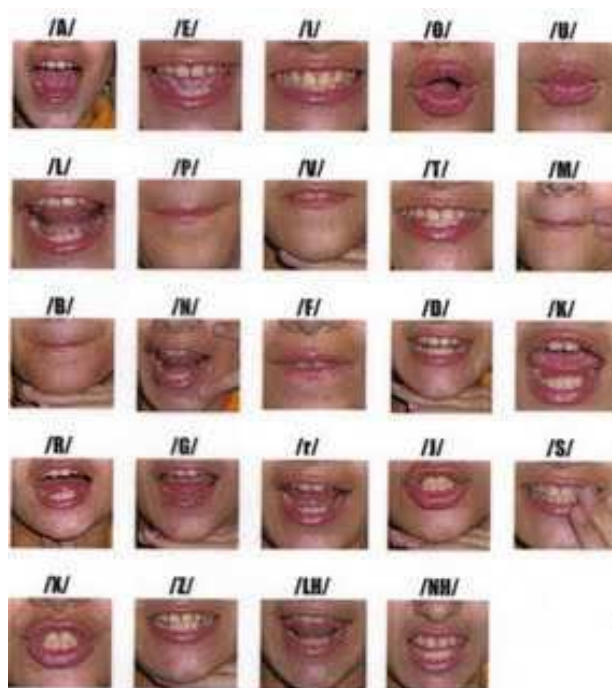 /A/ /E/ /I/ /O/ /U/
/L/ /P/ /V/ /T/ /M/
/B/ /N/ /F/ /D/ /K/
/R/ /G/ /r/ /J/ /S/
/X/ /Z/ /LH/ /NH/